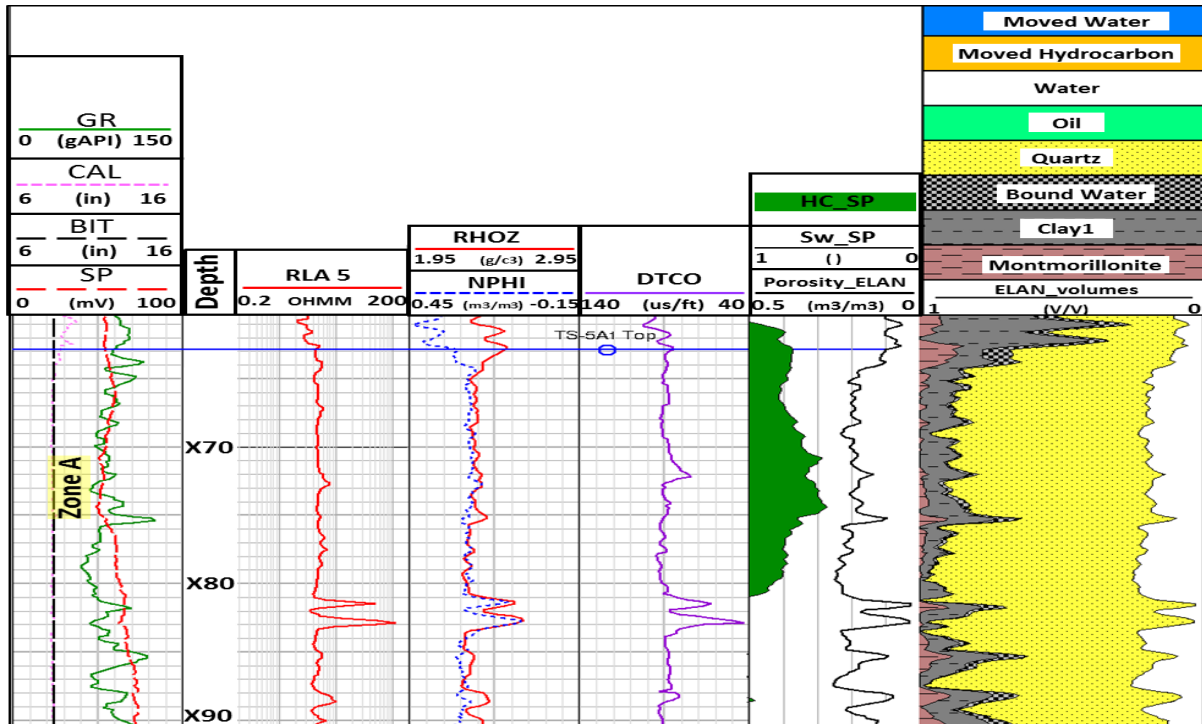 GR
0 (gAPI) 150
CAL
6 (in) 16
BIT
6 (in) 16
SP
0 (mV) 100
Depth
RLA 5
0.2 OHMM 200
RHOZ
1.95 (g/c3) 2.95
NPHI
0.45 (m3/m3) -0.15
DTCO
140 (us/ft) 40
HC_SP
Sw_SP
1 () 0
Porosity_ELAN
0.5 (m3/m3) 0
Moved Water
Moved Hydrocarbon
Water
Oil
Quartz
Bound Water
Clay1
Montmorillonite
ELAN_volumes
1 (V/V) 0
TS-5A1 Top
Zone A
X70
X80
X90